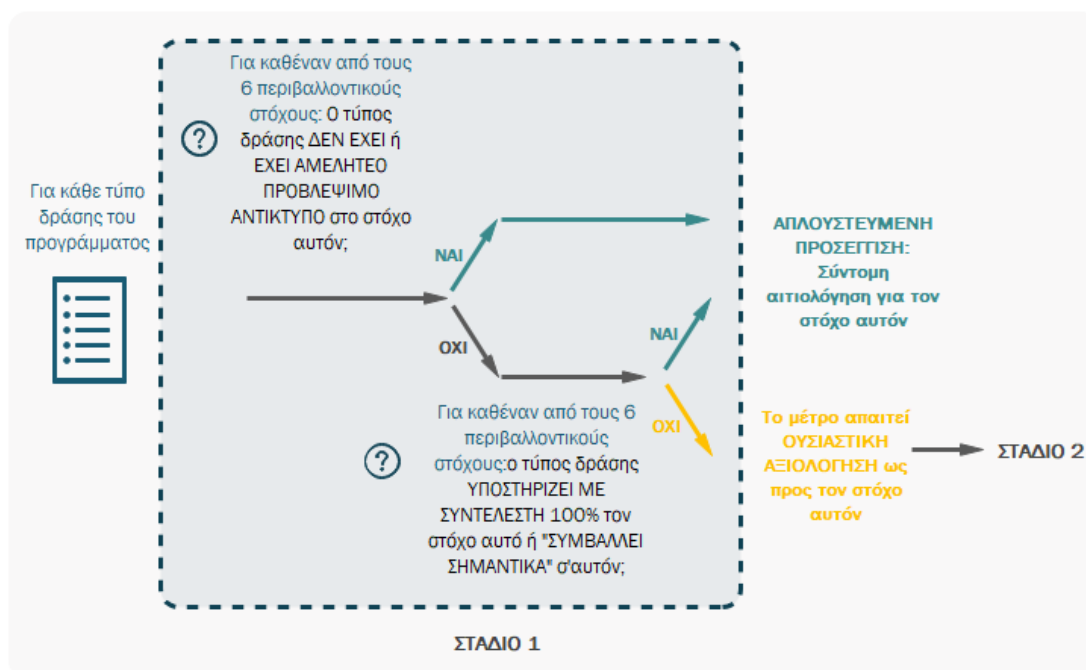 Για κάθε τύπο
δράσης του
προγράμματος
Για καθέναν από τους
6 περιβαλλοντικούς
στόχους: Ο τύπος
δράσης ΔΕΝ ΕΧΕΙ ή
ΕΧΕΙ ΑΜΕΛΗΤΕΟ
ΠΡΟΒΛΕΨΙΜΟ
ΑΝΤΙΚΤΥΠΟ στο στόχο
αυτόν;
?
ΝΑΙ
ΟΧΙ
?
Για καθέναν από τους 6
περιβαλλοντικούς
στόχους:ο τύπος δράσης
ΥΠΟΣΤΗΡΙΖΕΙ ΜΕ
ΣΥΝΤΕΛΕΣΤΗ 100% τον
στόχο αυτό ή "ΣΥΜΒΑΛΛΕΙ
ΣΗΜΑΝΤΙΚΑ" σ'αυτόν;
ΝΑΙ
ΟΧΙ
ΑΠΛΟΥΣΤΕΥΜΕΝΗ
ΠΡΟΣΕΓΓΙΣΗ:
Σύντομη
αιτιολόγηση για τον
στόχο αυτόν
Το μέτρο απαιτεί
ΟΥΣΙΑΣΤΙΚΗ
ΑΞΙΟΛΟΓΗΣΗ ως
προς τον στόχο
αυτόν
ΣΤΑΔΙΟ 2
ΣΤΑΔΙΟ 1